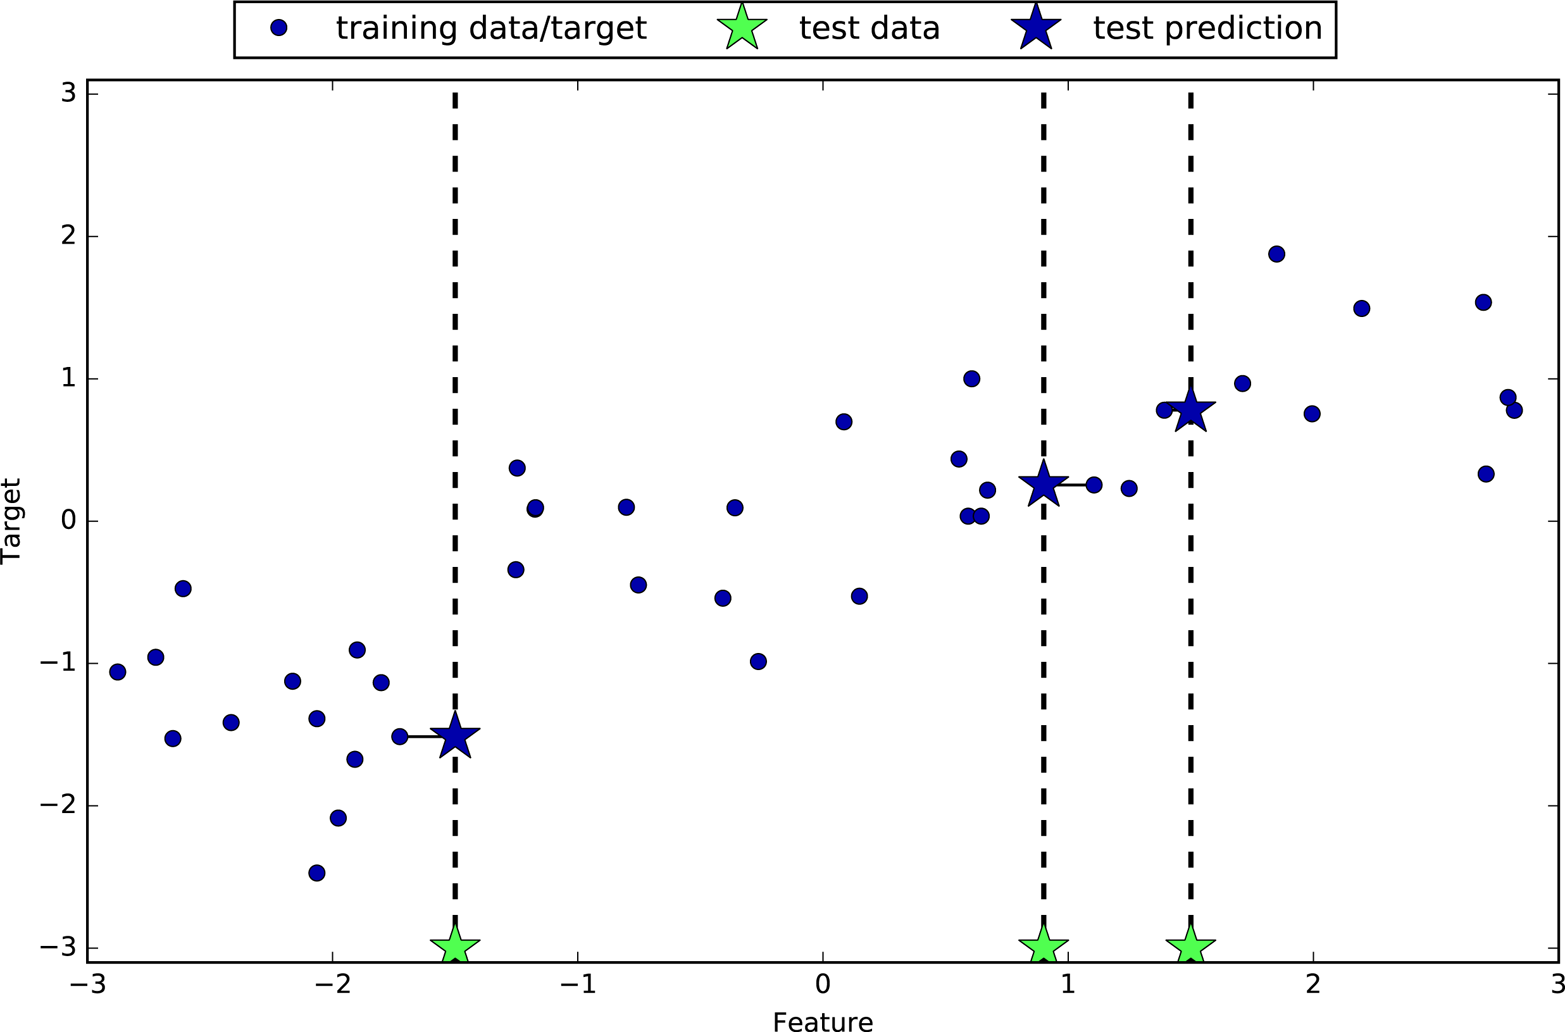 training data/target test data test prediction
3
2
1
0
−1
−2
−3
Target
−3 −2 −1 0 1 2 3
Feature